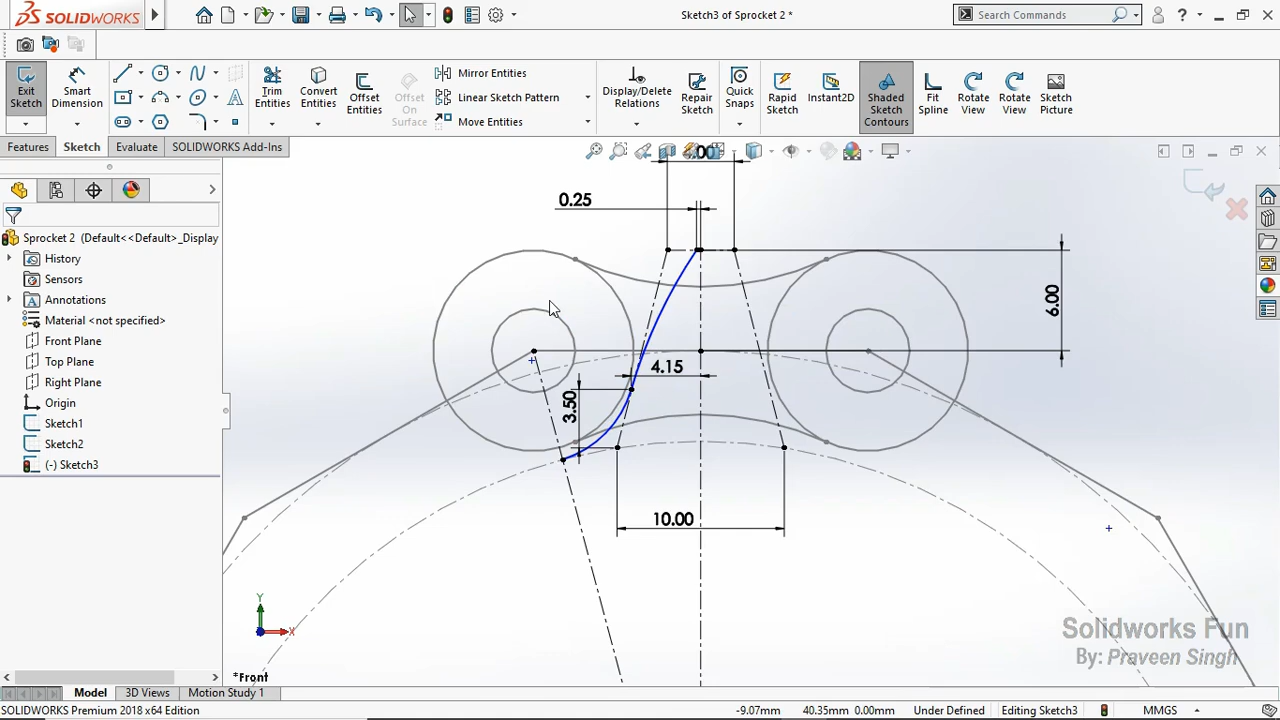 SOLIDWORKS
Sketch3 of Sprocket 2 *
Search Commands
?
Exit Sketch
Smart Dimension
Trim Entities
Convert Entities
Offset Entities
Offset On Surface
Mirror Entities
Linear Sketch Pattern
Move Entities
Display/Delete Relations
Repair Sketch
Quick Snaps
Rapid Sketch
Instant2D
Shaded Sketch Contours
Fit Spline
Rotate View
Rotate View
Sketch Picture
Features
Sketch
Evaluate
SOLIDWORKS Add-Ins
Sprocket 2 (Default<<Default>_Display
History
Sensors
Annotations
Material <not specified>
Front Plane
Top Plane
Right Plane
Origin
Sketch1
Sketch2
(-) Sketch3
0.25
6.00
4.15
3.50
10.00
Y
X
*Front
Solidworks Fun
By: Praveen Singh
Model
3D Views
Motion Study 1
SOLIDWORKS Premium 2018 x64 Edition
-9.07mm
40.35mm 0.00mm
Under Defined
Editing Sketch3
MMGS